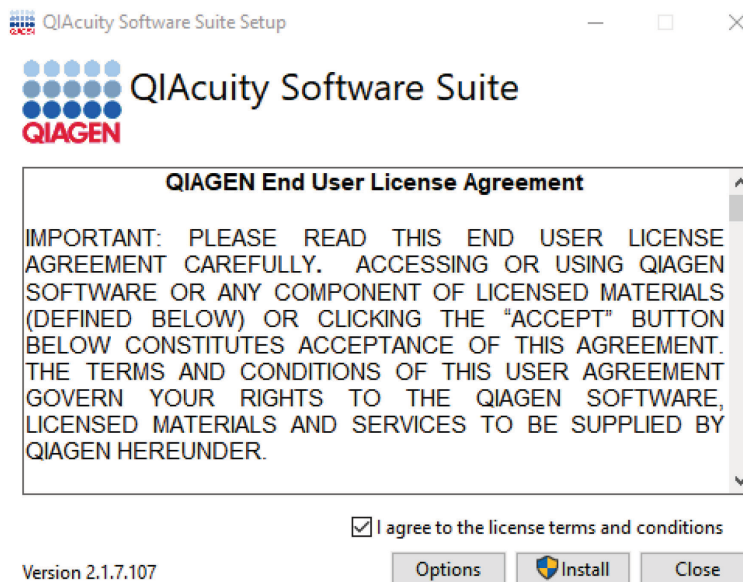 QIAcuity Software Suite Setup
QIAcuity Software Suite
QIAGEN
QIAGEN End User License Agreement
IMPORTANT: PLEASE READ THIS END USER LICENSE
AGREEMENT CAREFULLY. ACCESSING OR USING QIAGEN
SOFTWARE OR ANY COMPONENT OF LICENSED MATERIALS
(DEFINED BELOW) OR CLICKING THE “ACCEPT” BUTTON
BELOW CONSTITUTES ACCEPTANCE OF THIS AGREEMENT.
THE TERMS AND CONDITIONS OF THIS USER AGREEMENT
GOVERN YOUR RIGHTS TO THE QIAGEN SOFTWARE,
LICENSED MATERIALS AND SERVICES TO BE SUPPLIED BY
QIAGEN HEREUNDER.
I agree to the license terms and conditions
Version 2.1.7.107
Options
Install
Close